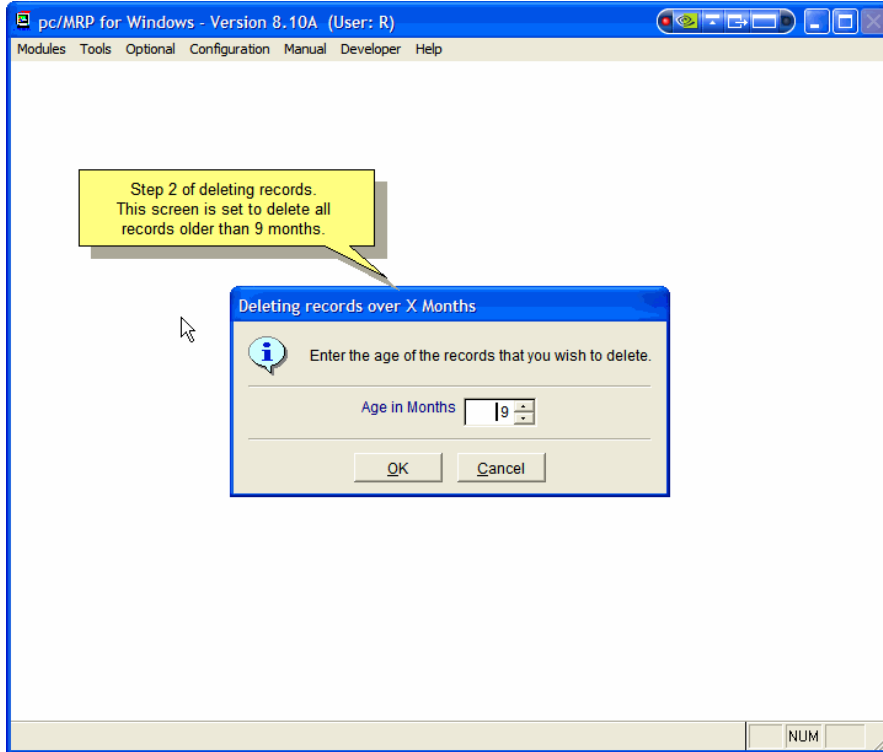 pc/MRP for Windows - Version 8.10A (User: R)
Modules Tools Optional Configuration Manual Developer Help
Step 2 of deleting records.
This screen is set to delete all
records older than 9 months.
Deleting records over X Months
Enter the age of the records that you wish to delete.
Age in Months 9
OK Cancel
NUM